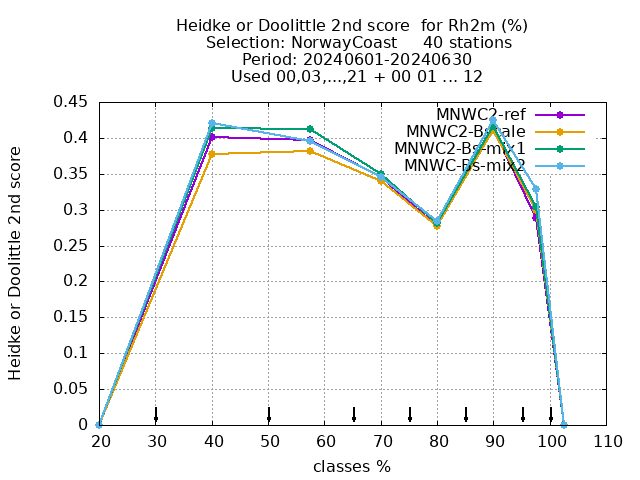 Heidke or Doolittle 2nd score  for Rh2m (%)
Selection: NorwayCoast     40 stations
Period: 20240601-20240630
Used 00,03,...,21 + 00 01 ... 12
MNWC2-ref
MNWC2-Bscale
MNWC2-Bs-mix1
MNWC-Bs-mix2
Heidke or Doolittle 2nd score
0.45
0.4
0.35
0.3
0.25
0.2
0.15
0.1
0.05
0
20 30 40 50 60 70 80 90 100 110
classes %